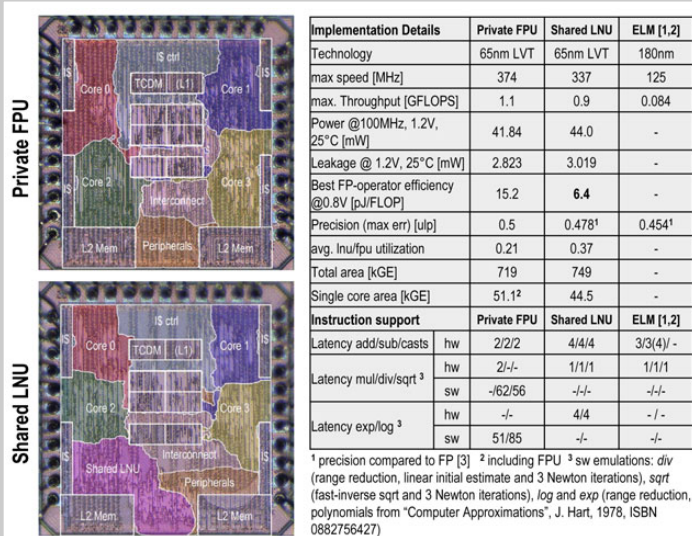 Private FPU
IS ctrl
IS
Core 0
TCDM (L1)
Core 1
IS
Core 2
Core 3
IS
Interconnect
IS
L2 Mem
Peripherals
L2 Mem
Shared LNU
IS ctrl
Core 0
TCDM (L1)
Core 1
IS
Core 2
Core 3
Interconnect
IS
Shared LNU
Peripherals
IS
L2 Mem
L2 Mem
Implementation Details Private FPU Shared LNU ELM [1,2]
Technology 65nm LVT 65nm LVT 180nm
max speed [MHz] 374 337 125
max. Throughput [GFLOPS] 1.1 0.9 0.084
Power @100MHz, 1.2V,
25°C [mW] 41.84 44.0 -
Leakage @ 1.2V, 25°C [mW] 2.823 3.019 -
Best FP-operator efficiency
@0.8V [pJ/FLOP] 15.2 6.4 -
Precision (max err) [ulp] 0.5 0.478¹ 0.454¹
avg. lnu/fpu utilization 0.21 0.37 -
Total area [kGE] 719 749 -
Single core area [kGE] 51.1² 44.5 -
Instruction support Private FPU Shared LNU ELM [1,2]
Latency add/sub/casts hw 2/2/2 4/4/4 3/3(4)/ -
Latency mul/div/sqrt ³ hw 2/-/- 1/1/1 1/1/1
sw -/62/56 -/-/- -/-/-
Latency exp/log ³ hw -/- 4/4 - / -
sw 51/85 -/- -/-
¹ precision compared to FP [3] ² including FPU ³ sw emulations: div
(range reduction, linear initial estimate and 3 Newton iterations), sqrt
(fast-inverse sqrt and 3 Newton iterations), log and exp (range reduction,
polynomials from “Computer Approximations”, J. Hart, 1978, ISBN
0882756427)